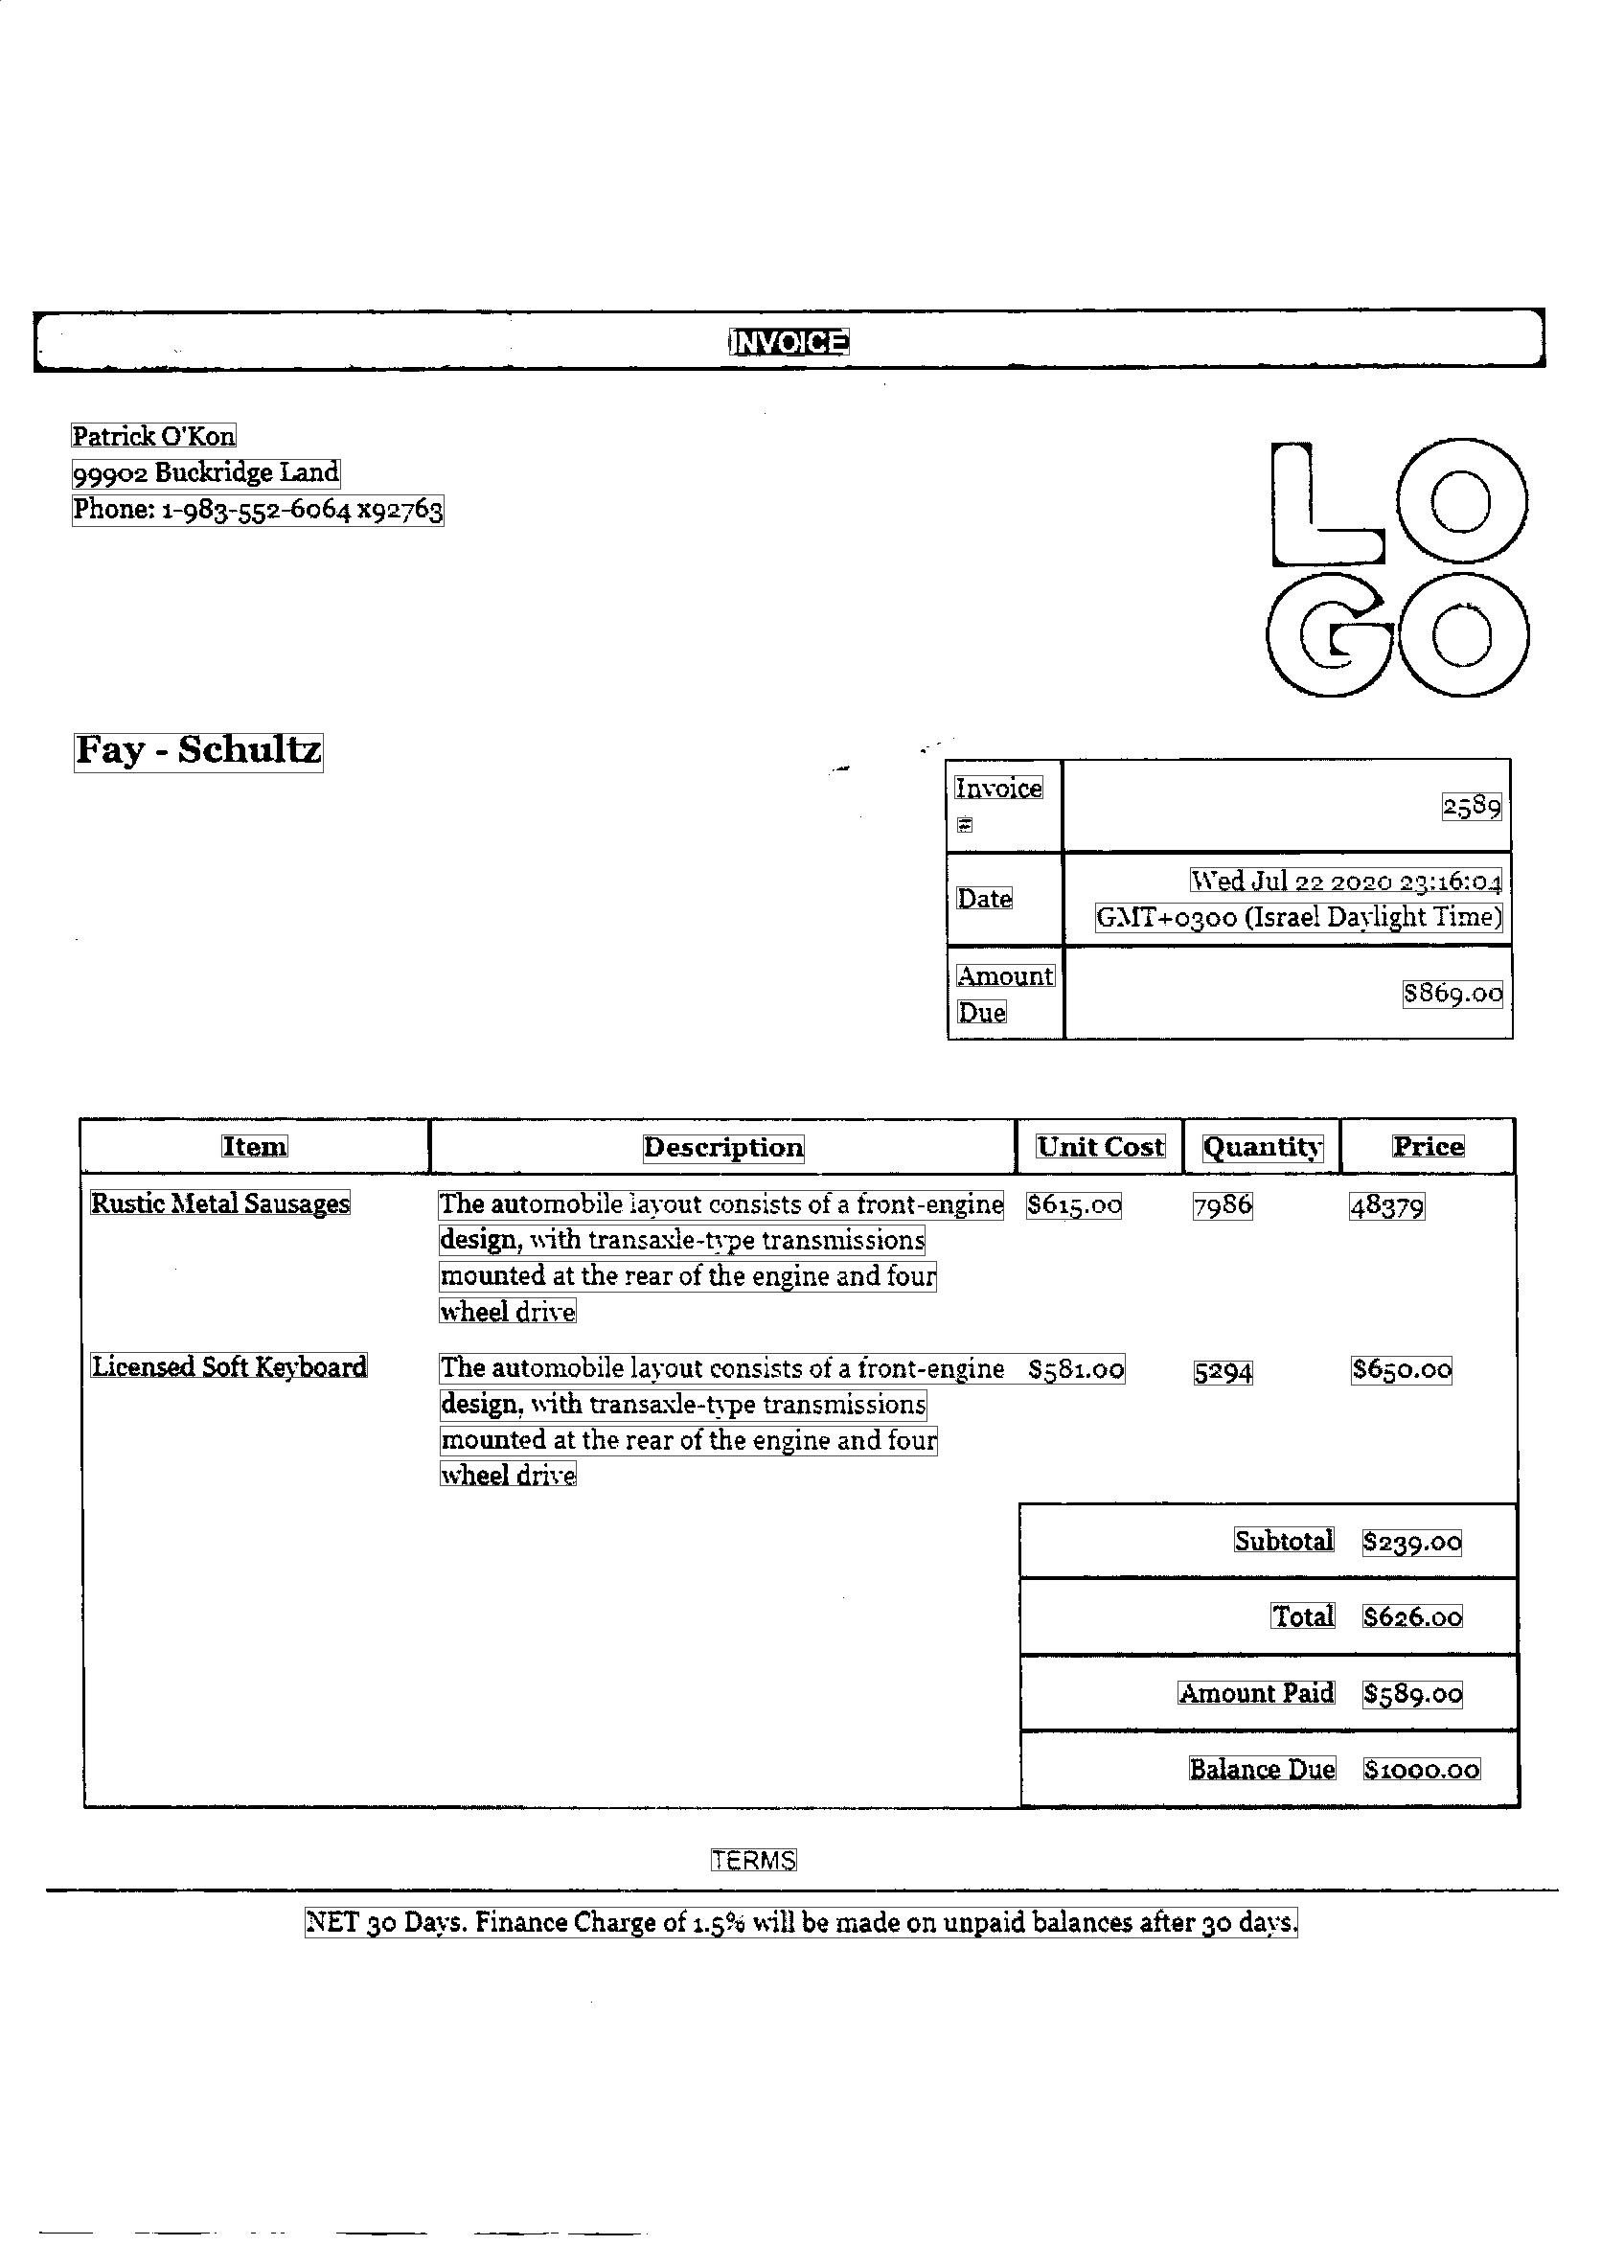 INVOICE
Patrick O'Kon
99902 Buckridge Land
Phone: 1-983-552-6064 x92763
LO
GO
Fay - Schultz
Invoice
#
2589
Date
Wed Jul 22 2020 23:16:04
GMT+0300 (Israel Daylight Time)
Amount
Due
$869.00
Item Description Unit Cost Quantity Price
Rustic Metal Sausages The automobile layout consists of a front-engine $615.00 7986 48379
design, with transaxle-type transmissions
mounted at the rear of the engine and four
wheel drive
Licensed Soft Keyboard The automobile layout consists of a front-engine $581.00 5294 $650.00
design, with transaxle-type transmissions
mounted at the rear of the engine and four
wheel drive
Subtotal $239.00
Total $626.00
Amount Paid $589.00
Balance Due $1000.00
TERMS
NET 30 Days. Finance Charge of 1.5% will be made on unpaid balances after 30 days.